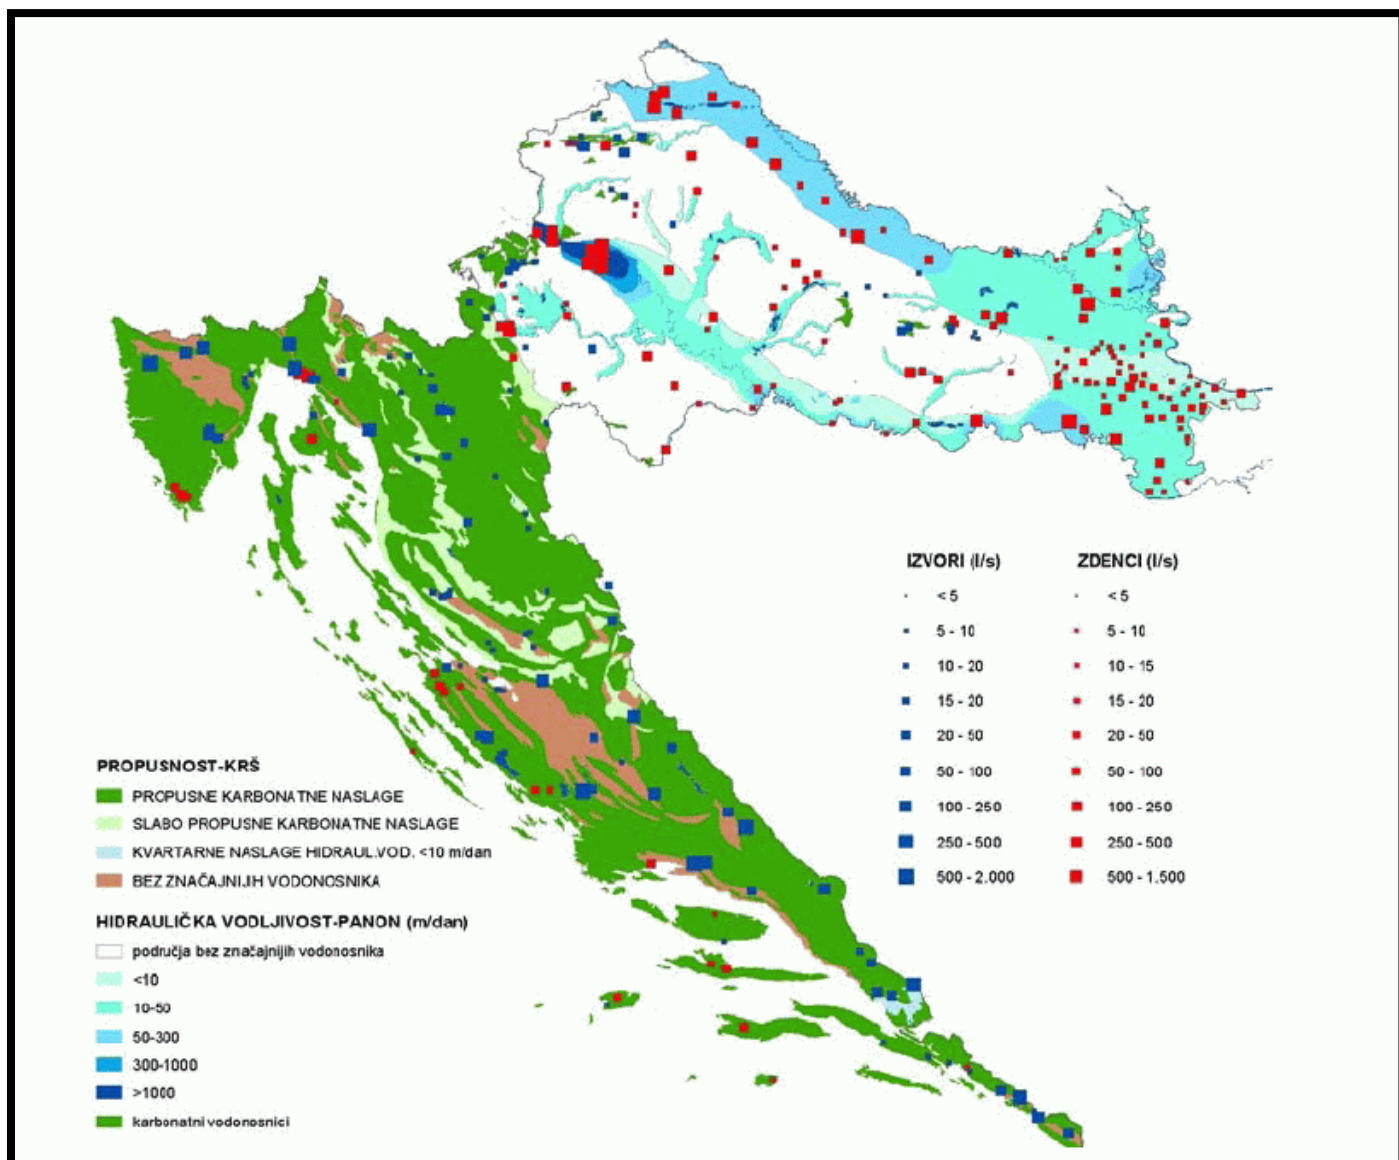 IZVORI (l/s)
< 5
5 - 10
10 - 20
15 - 20
20 - 50
50 - 100
100 - 250
250 - 500
500 - 2.000
ZDENCI (l/s)
< 5
5 - 10
10 - 15
15 - 20
20 - 50
50 - 100
100 - 250
250 - 500
500 - 1.500
PROPUSNOST-KRŠ
PROPUSNE KARBONATNE NASLAGE
SLABO PROPUSNE KARBONATNE NASLAGE
KVARTARNE NASLAGE HIDRAUL.VOD. <10 m/dan
BEZ ZNAČAJNIJIH VODONOSNIKA
HIDRAULIČKA VODLJIVOST-PANON (m/dan)
područja bez značajnijih vodonosnika
<10
10-50
50-300
300-1000
>1000
karbonatni vodonosnici